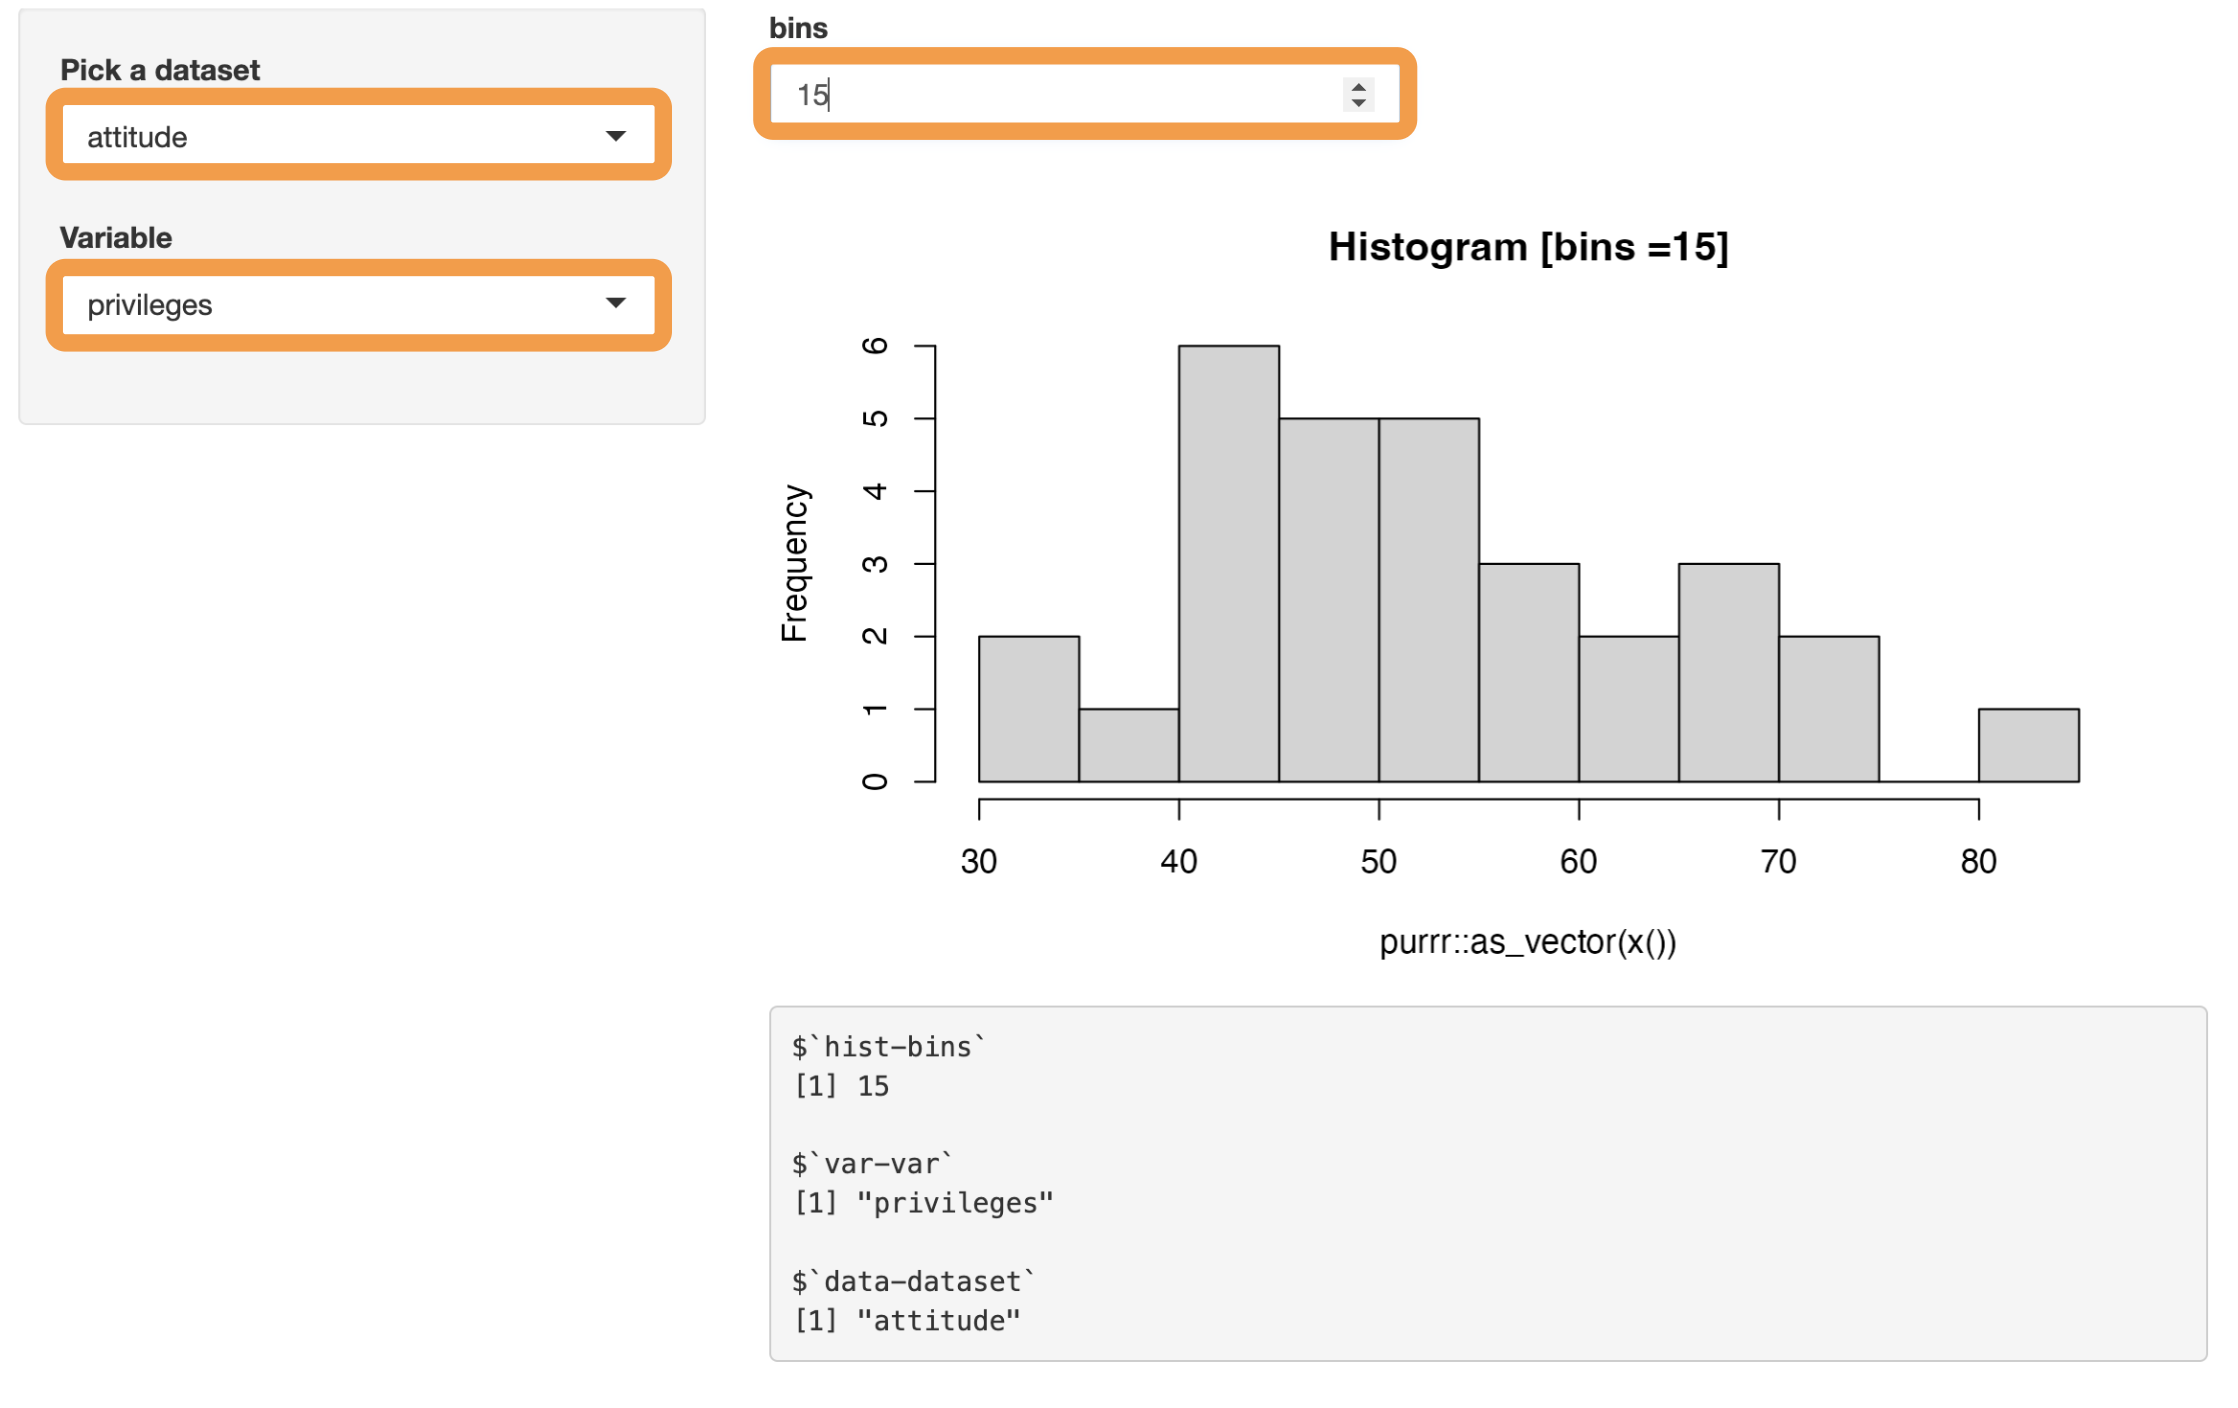 Pick a dataset
attitude
Variable
privileges
bins
15
Histogram [bins =15]
Frequency
0 1 2 3 4 5 6
30 40 50 60 70 80
purrr::as_vector(x())
$`hist-bins`
[1] 15
$`var-var`
[1] "privileges"
$`data-dataset`
[1] "attitude"